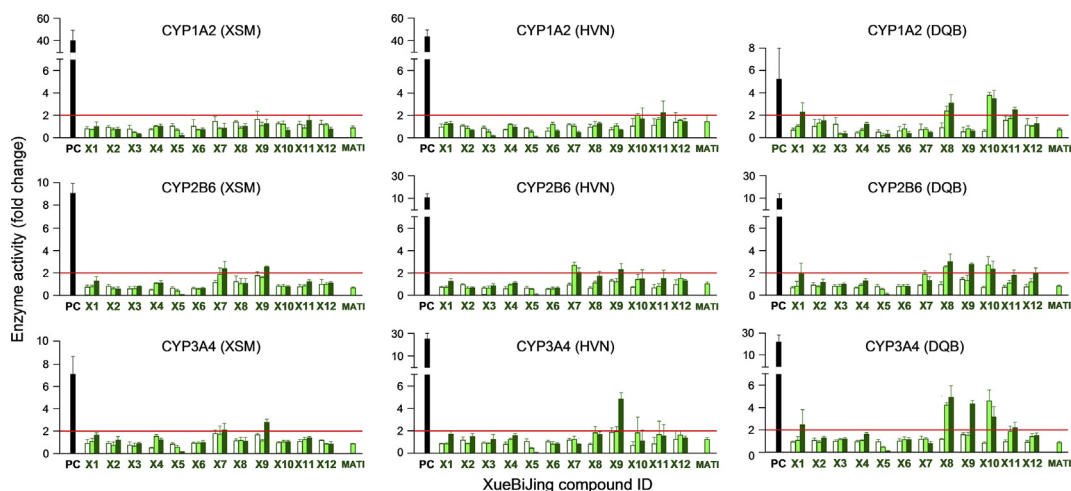 CYP1A2 (XSM)
60
40
6
4
2
0
PC X1 X2 X3 X4 X5 X6 X7 X8 X9 X10 X11 X12 MATI
CYP1A2 (HVN)
60
40
6
4
2
0
PC X1 X2 X3 X4 X5 X6 X7 X8 X9 X10 X11 X12 MATI
CYP1A2 (DQB)
8
6
4
2
0
PC X1 X2 X3 X4 X5 X6 X7 X8 X9 X10 X11 X12 MATI
Enzyme activity (fold change)
CYP2B6 (XSM)
10
8
6
4
2
0
PC X1 X2 X3 X4 X5 X6 X7 X8 X9 X10 X11 X12 MATI
CYP2B6 (HVN)
30
10
4
2
0
PC X1 X2 X3 X4 X5 X6 X7 X8 X9 X10 X11 X12 MATI
CYP2B6 (DQB)
30
10
4
2
0
PC X1 X2 X3 X4 X5 X6 X7 X8 X9 X10 X11 X12 MATI
CYP3A4 (XSM)
10
8
6
4
2
0
PC X1 X2 X3 X4 X5 X6 X7 X8 X9 X10 X11 X12 MATI
CYP3A4 (HVN)
30
10
6
4
2
0
PC X1 X2 X3 X4 X5 X6 X7 X8 X9 X10 X11 X12 MATI
CYP3A4 (DQB)
30
10
6
4
2
0
PC X1 X2 X3 X4 X5 X6 X7 X8 X9 X10 X11 X12 MATI
XueBiJing compound ID